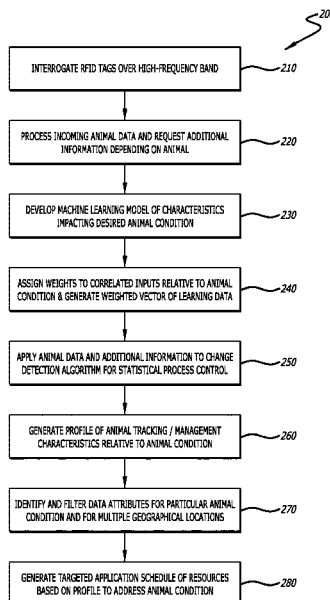 20
INTERROGATE RFID TAGS OVER HIGH-FREQUENCY BAND
210
PROCESS INCOMING ANIMAL DATA AND REQUEST ADDITIONAL
INFORMATION DEPENDING ON ANIMAL
220
DEVELOP MACHINE LEARNING MODEL OF CHARACTERISTICS
IMPACTING DESIRED ANIMAL CONDITION
230
ASSIGN WEIGHTS TO CORRELATED INPUTS RELATIVE TO ANIMAL
CONDITION & GENERATE WEIGHTED VECTOR OF LEARNING DATA
240
APPLY ANIMAL DATA AND ADDITIONAL INFORMATION TO CHANGE
DETECTION ALGORITHM FOR STATISTICAL PROCESS CONTROL
250
GENERATE PROFILE OF ANIMAL TRACKING / MANAGEMENT
CHARACTERISTICS RELATIVE TO ANIMAL CONDITION
260
IDENTIFY AND FILTER DATA ATTRIBUTES FOR PARTICULAR ANIMAL
CONDITION AND FOR MULTIPLE GEOGRAPHICAL LOCATIONS
270
GENERATE TARGETED APPLICATION SCHEDULE OF RESOURCES
BASED ON PROFILE TO ADDRESS ANIMAL CONDITION
280